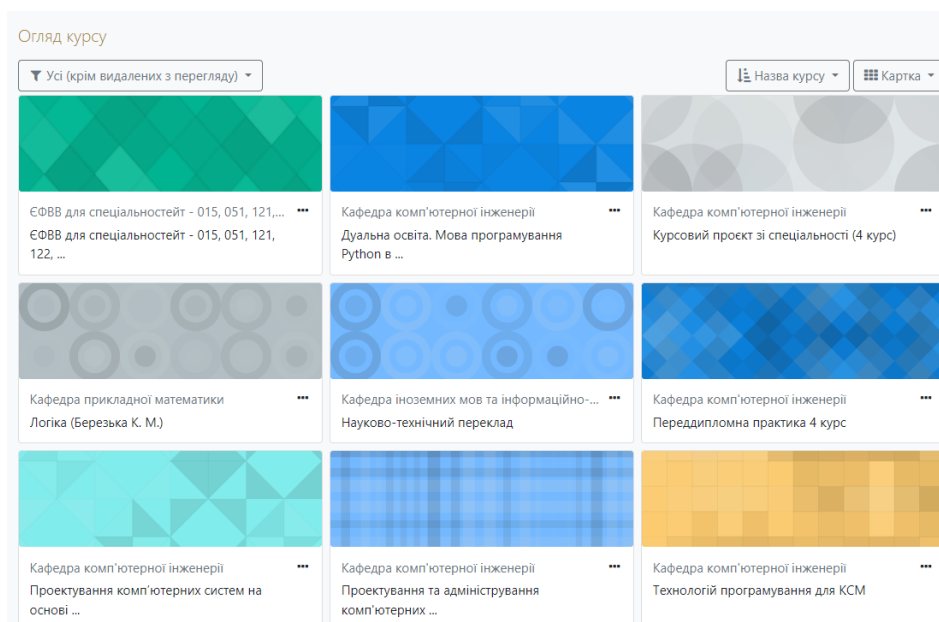 Огляд курсу
Усі (крім видалених з перегляду)
Назва курсу
Картка
ЄФВВ для спеціальностейт - 015, 051, 121,...
ЄФВВ для спеціальностейт - 015, 051, 121,
122, ...
Кафедра комп'ютерної інженерії
Дуальна освіта. Мова програмування
Python в ...
Кафедра комп'ютерної інженерії
Курсовий проєкт зі спеціальності (4 курс)
Кафедра прикладної математики
Логіка (Березька К. М.)
Кафедра іноземних мов та інформаційно-...
Науково-технічний переклад
Кафедра комп'ютерної інженерії
Переддипломна практика 4 курс
Кафедра комп'ютерної інженерії
Проектування комп'ютерних систем на
основі ...
Кафедра комп'ютерної інженерії
Проектування та адміністрування
комп'ютерних ...
Кафедра комп'ютерної інженерії
Технологій програмування для КСМ